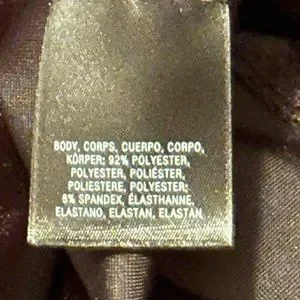 BODY, CORPS, CUERPO, CORPO,
KÖRPER: 92% POLYESTER,
POLYESTER, POLIÉSTER,
POLIESTERE, POLYESTER;
8% SPANDEX, ÉLASTHANNE,
ELASTANO, ELASTAN, ELASTAN